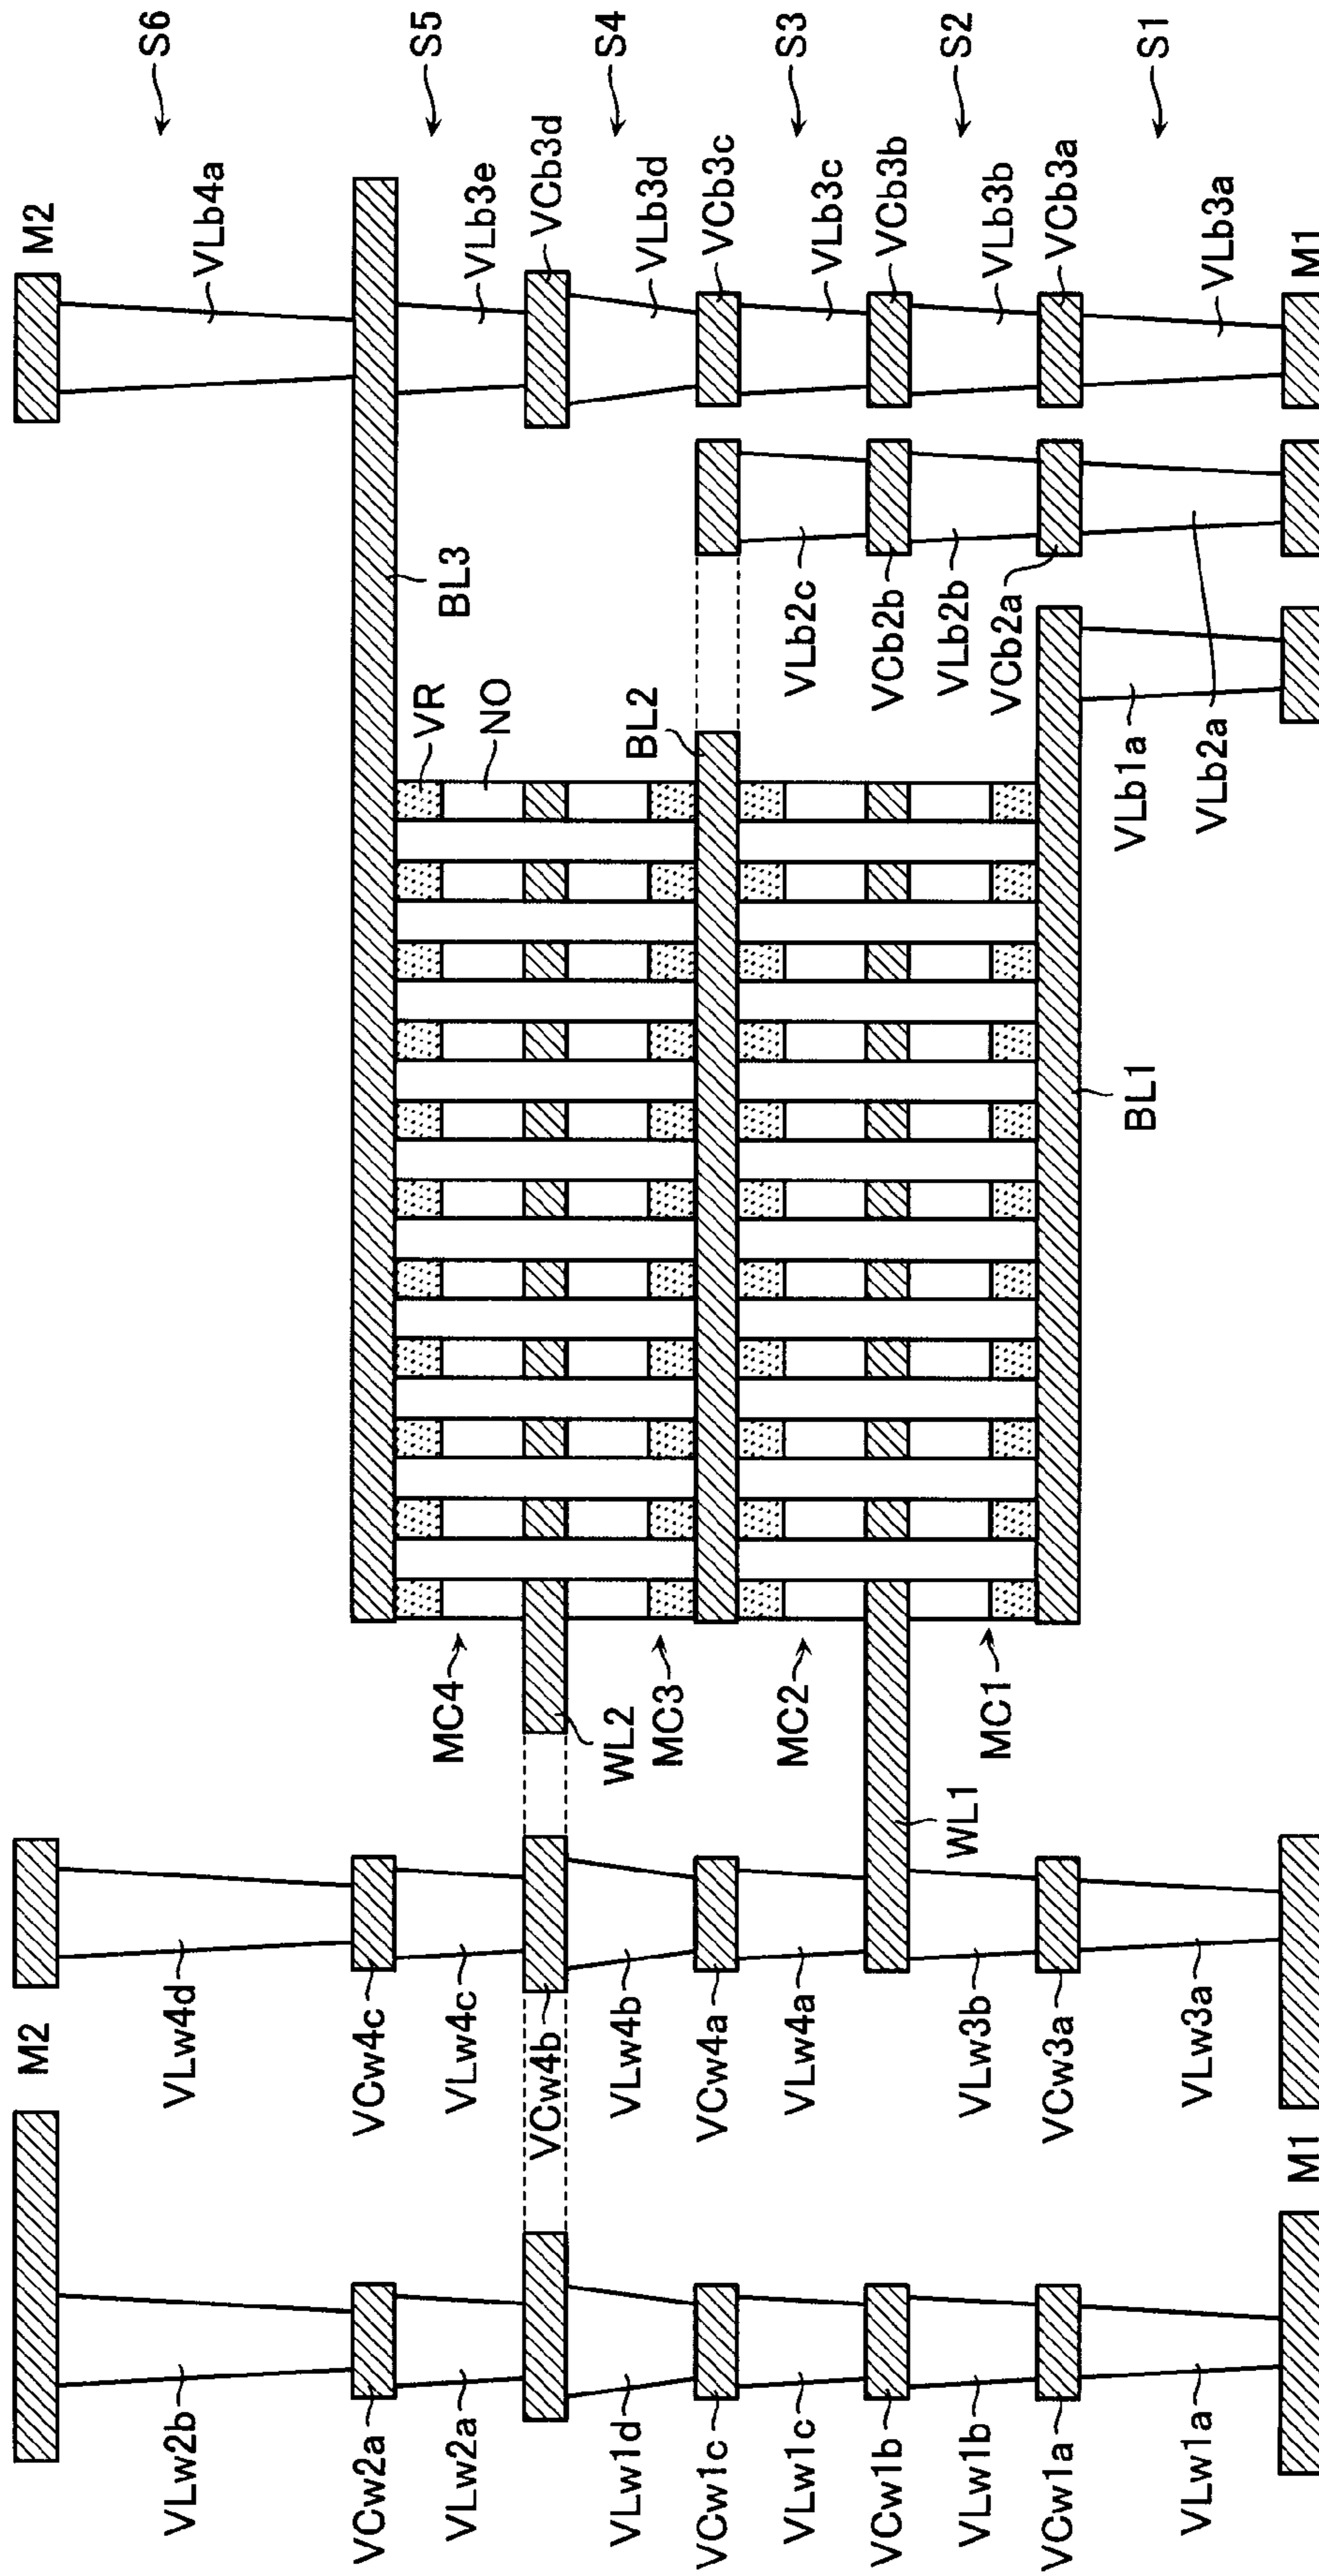 M2
M2
S6
VLw2b
VLw4d
VLb4a
VCw2a
VCw4c
BL3
S5
VLw2a
VLw4c
MC4
VR
NO
VLb3e
VCw4b
WL2
VCb3d
S4
VLw1d
VLw4b
MC3
BL2
VLb3d
VCw1c
VCw4a
VCb3c
S3
VLw1c
VLw4a
MC2
VLb2c
VLb3c
VCw1b
WL1
VCb2b
VCb3b
S2
VLw1b
VLw3b
MC1
VLb2b
VLb3b
VCw1a
VCw3a
VCb2a
VCb3a
BL1
S1
VLw1a
VLw3a
VLb1a
VLb2a
VLb3a
M1
M1